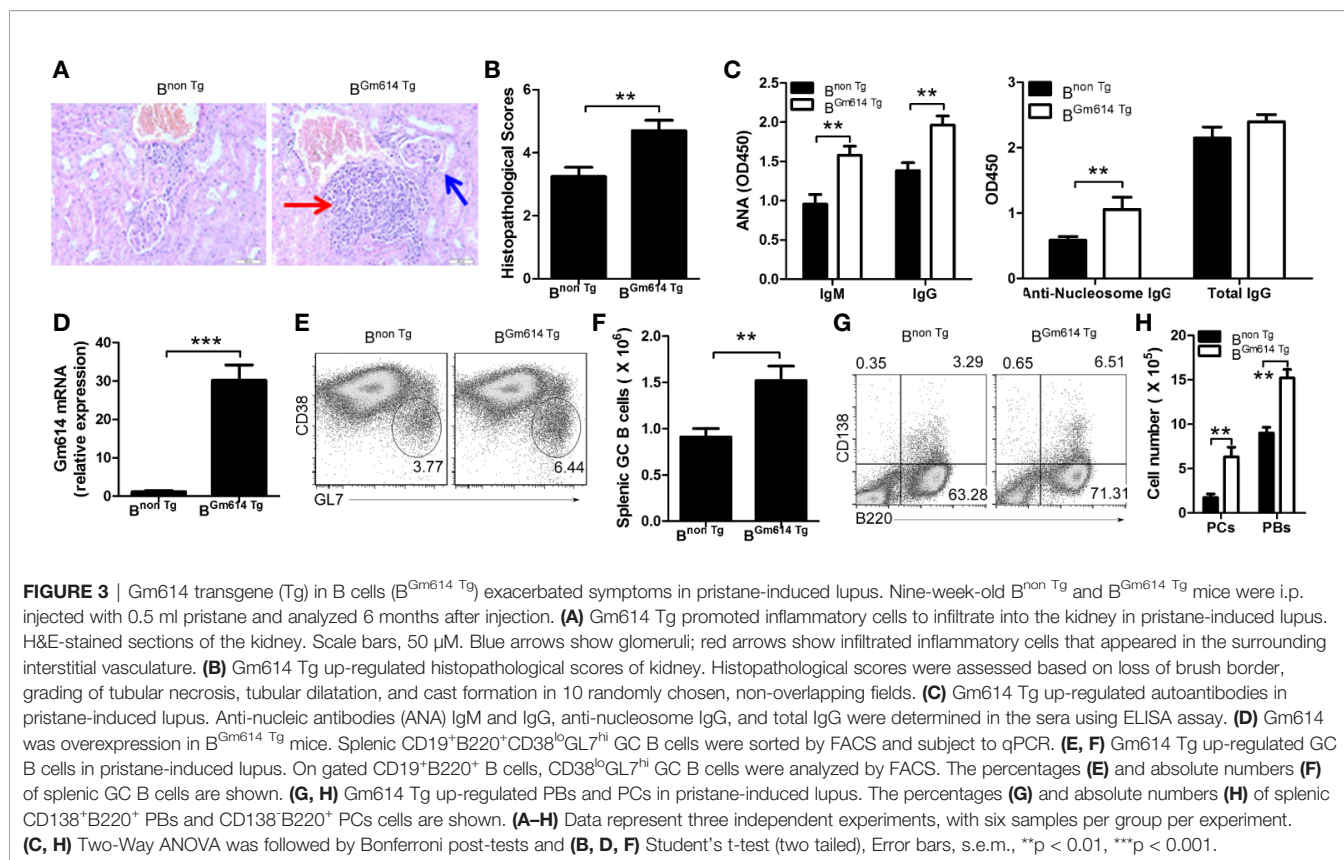 A
B^non Tg
B^Gm614 Tg
B
Histopathological Scores
6
4
2
0
**
B^non Tg
B^Gm614 Tg
C
ANA (OD450)
2.5
2.0
1.5
1.0
0.5
0.0
B^non Tg
B^Gm614 Tg
**
**
IgM
IgG
OD450
3
2
1
0
B^non Tg
B^Gm614 Tg
**
Anti-Nucleosome IgG
Total IgG
D
Gm614 mRNA
(relative expression)
40
30
20
10
0
***
B^non Tg
B^Gm614 Tg
E
B^non Tg
B^Gm614 Tg
CD38
3.77
6.44
GL7
F
Splenic GC B cells ( X 10^6)
2.0
1.5
1.0
0.5
0.0
**
B^non Tg
B^Gm614 Tg
G
B^non Tg
B^Gm614 Tg
0.35
3.29
0.65
6.51
CD138
63.28
71.31
B220
H
Cell number ( X 10^5)
20
15
10
5
0
B^non Tg
B^Gm614 Tg
**
**
PCs
PBs
FIGURE 3 | Gm614 transgene (Tg) in B cells (B^Gm614 Tg) exacerbated symptoms in pristane-induced lupus. Nine-week-old B^non Tg and B^Gm614 Tg mice were i.p.
injected with 0.5 ml pristane and analyzed 6 months after injection. (A) Gm614 Tg promoted inflammatory cells to infiltrate into the kidney in pristane-induced lupus.
H&E-stained sections of the kidney. Scale bars, 50 µM. Blue arrows show glomeruli; red arrows show infiltrated inflammatory cells that appeared in the surrounding
interstitial vasculature. (B) Gm614 Tg up-regulated histopathological scores of kidney. Histopathological scores were assessed based on loss of brush border,
grading of tubular necrosis, tubular dilatation, and cast formation in 10 randomly chosen, non-overlapping fields. (C) Gm614 Tg up-regulated autoantibodies in
pristane-induced lupus. Anti-nucleic antibodies (ANA) IgM and IgG, anti-nucleosome IgG, and total IgG were determined in the sera using ELISA assay. (D) Gm614
was overexpression in B^Gm614 Tg mice. Splenic CD19⁺B220⁺CD38^loGL7^hi GC B cells were sorted by FACS and subject to qPCR. (E, F) Gm614 Tg up-regulated GC
B cells in pristane-induced lupus. On gated CD19⁺B220⁺ B cells, CD38^loGL7^hi GC B cells were analyzed by FACS. The percentages (E) and absolute numbers (F)
of splenic GC B cells are shown. (G, H) Gm614 Tg up-regulated PBs and PCs in pristane-induced lupus. The percentages (G) and absolute numbers (H) of splenic
CD138⁺B220⁺ PBs and CD138⁻B220⁺ PCs cells are shown. (A–H) Data represent three independent experiments, with six samples per group per experiment.
(C, H) Two-Way ANOVA was followed by Bonferroni post-tests and (B, D, F) Student's t-test (two tailed), Error bars, s.e.m., **p < 0.01, ***p < 0.001.